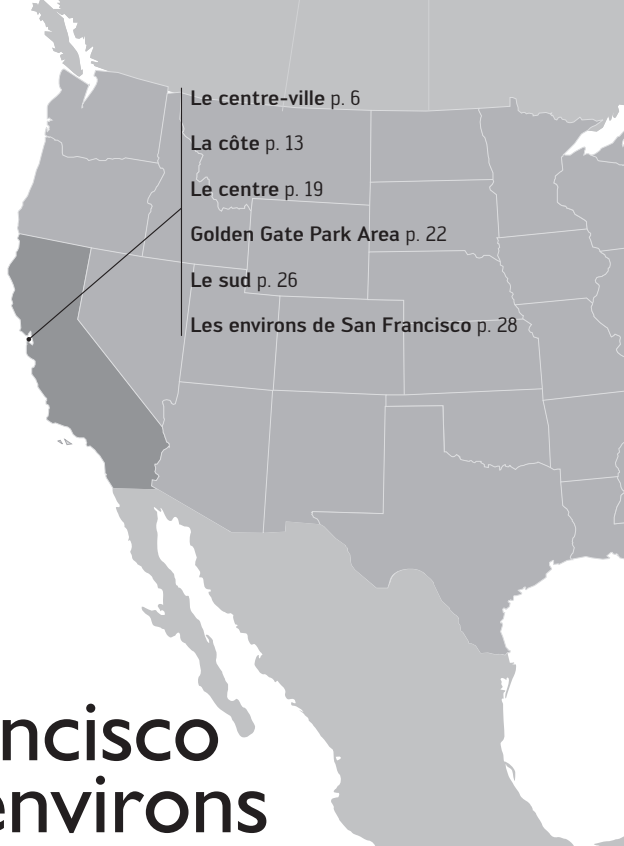 Le centre-ville p. 6
La côte p. 13
Le centre p. 19
Golden Gate Park Area p. 22
Le sud p. 26
Les environs de San Francisco p. 28
ncisco
environs